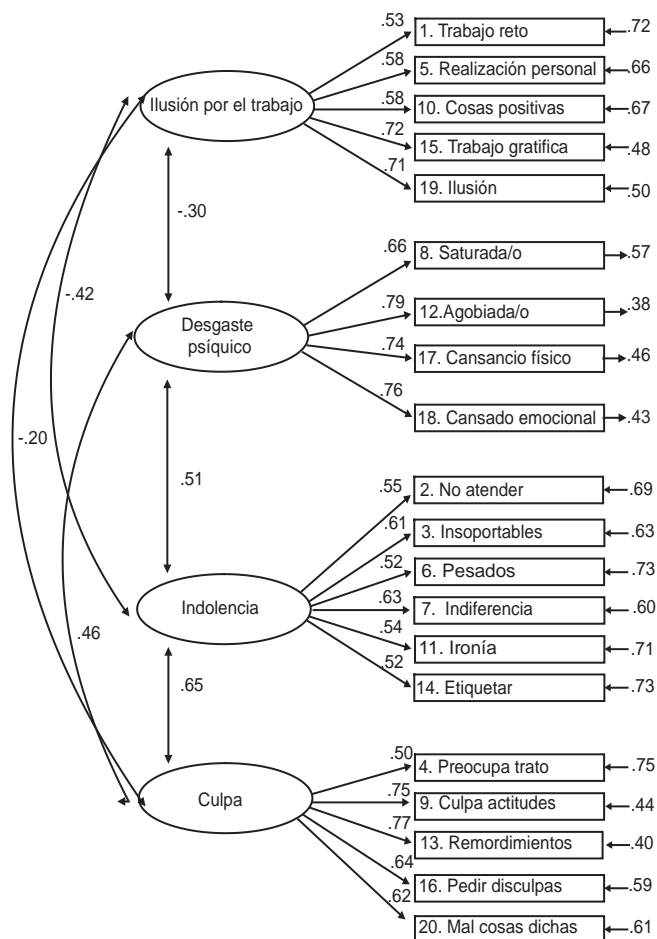 .53
1. Trabajo reto
.72
.58
5. Realización personal
.66
Ilusión por el trabajo
.58
10. Cosas positivas
.67
.72
15. Trabajo gratifica
.48
.71
19. Ilusión
.50
-.30
.66
8. Saturada/o
.57
-.42
.79
12.Agobiada/o
.38
Desgaste
psíquico
.74
17. Cansancio físico
.46
.76
18. Cansado emocional
.43
-.20
.51
.55
2. No atender
.69
.61
3. Insoportables
.63
.52
6. Pesados
.73
Indolencia
.63
7. Indiferencia
.60
.46
.54
11. Ironía
.71
.65
.52
14. Etiquetar
.73
.50
4. Preocupa trato
.75
Culpa
.75
9. Culpa actitudes
.44
.77
13. Remordimientos
.40
.64
16. Pedir disculpas
.59
.62
20. Mal cosas dichas
.61